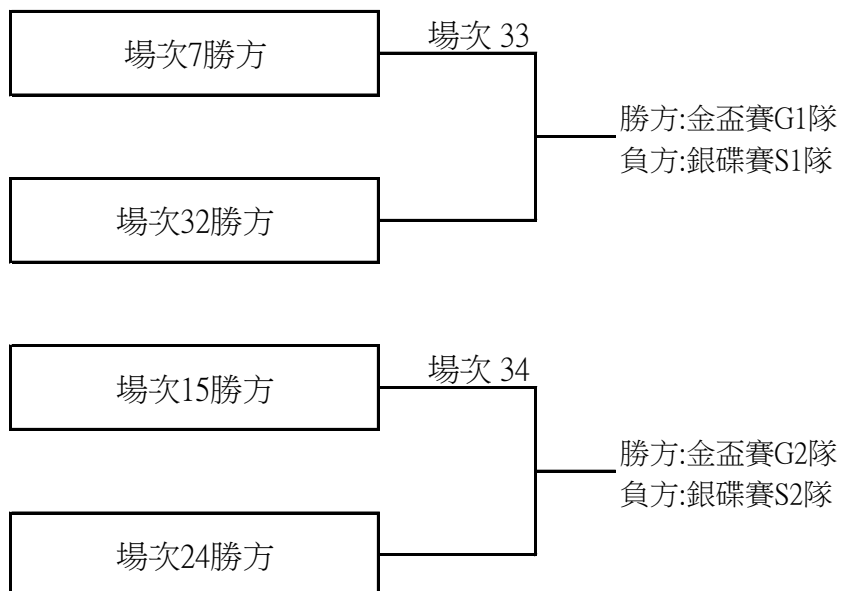 場次7勝方
場次 33
勝方:金盃賽G1隊
負方:銀碟賽S1隊
場次32勝方
場次15勝方
場次 34
勝方:金盃賽G2隊
負方:銀碟賽S2隊
場次24勝方